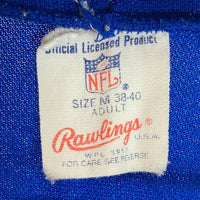 Official Licensed Product
NFL
SIZE M 38-40
ADULT
Rawlings®
U.S.A.
FOR CARE SEE REVERSE